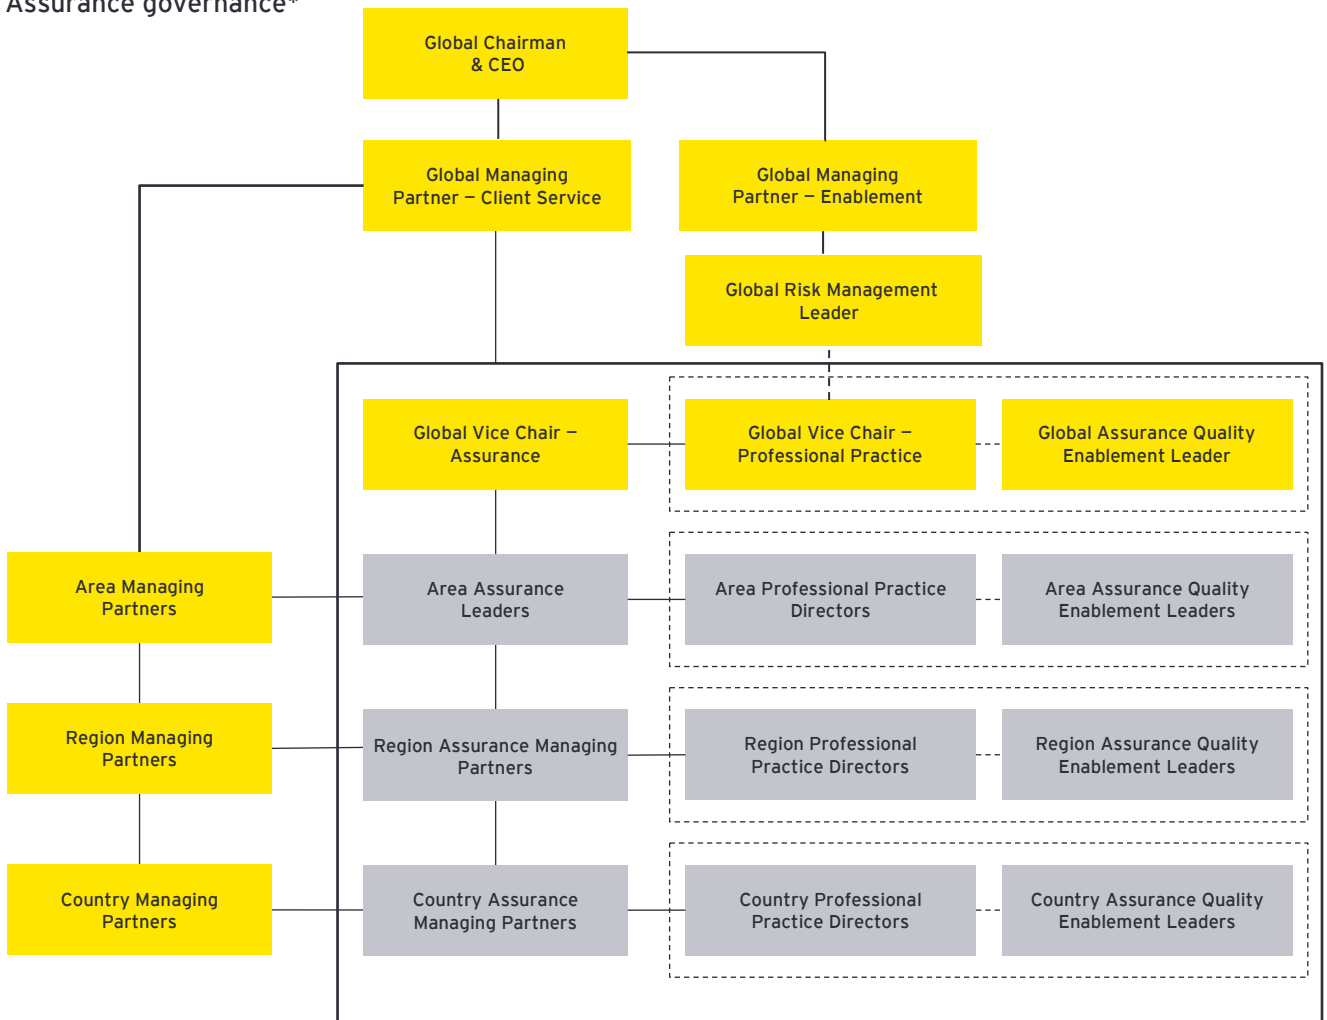 Assurance governance*
Global Chairman
& CEO
Global Managing
Partner – Client Service
Global Managing
Partner – Enablement
Global Risk Management
Leader
Global Vice Chair –
Assurance
Global Vice Chair –
Professional Practice
Global Assurance Quality
Enablement Leader
Area Managing
Partners
Area Assurance
Leaders
Area Professional Practice
Directors
Area Assurance Quality
Enablement Leaders
Region Managing
Partners
Region Assurance Managing
Partners
Region Professional
Practice Directors
Region Assurance Quality
Enablement Leaders
Country Managing
Partners
Country Assurance
Managing Partners
Country Professional
Practice Directors
Country Assurance Quality
Enablement Leaders